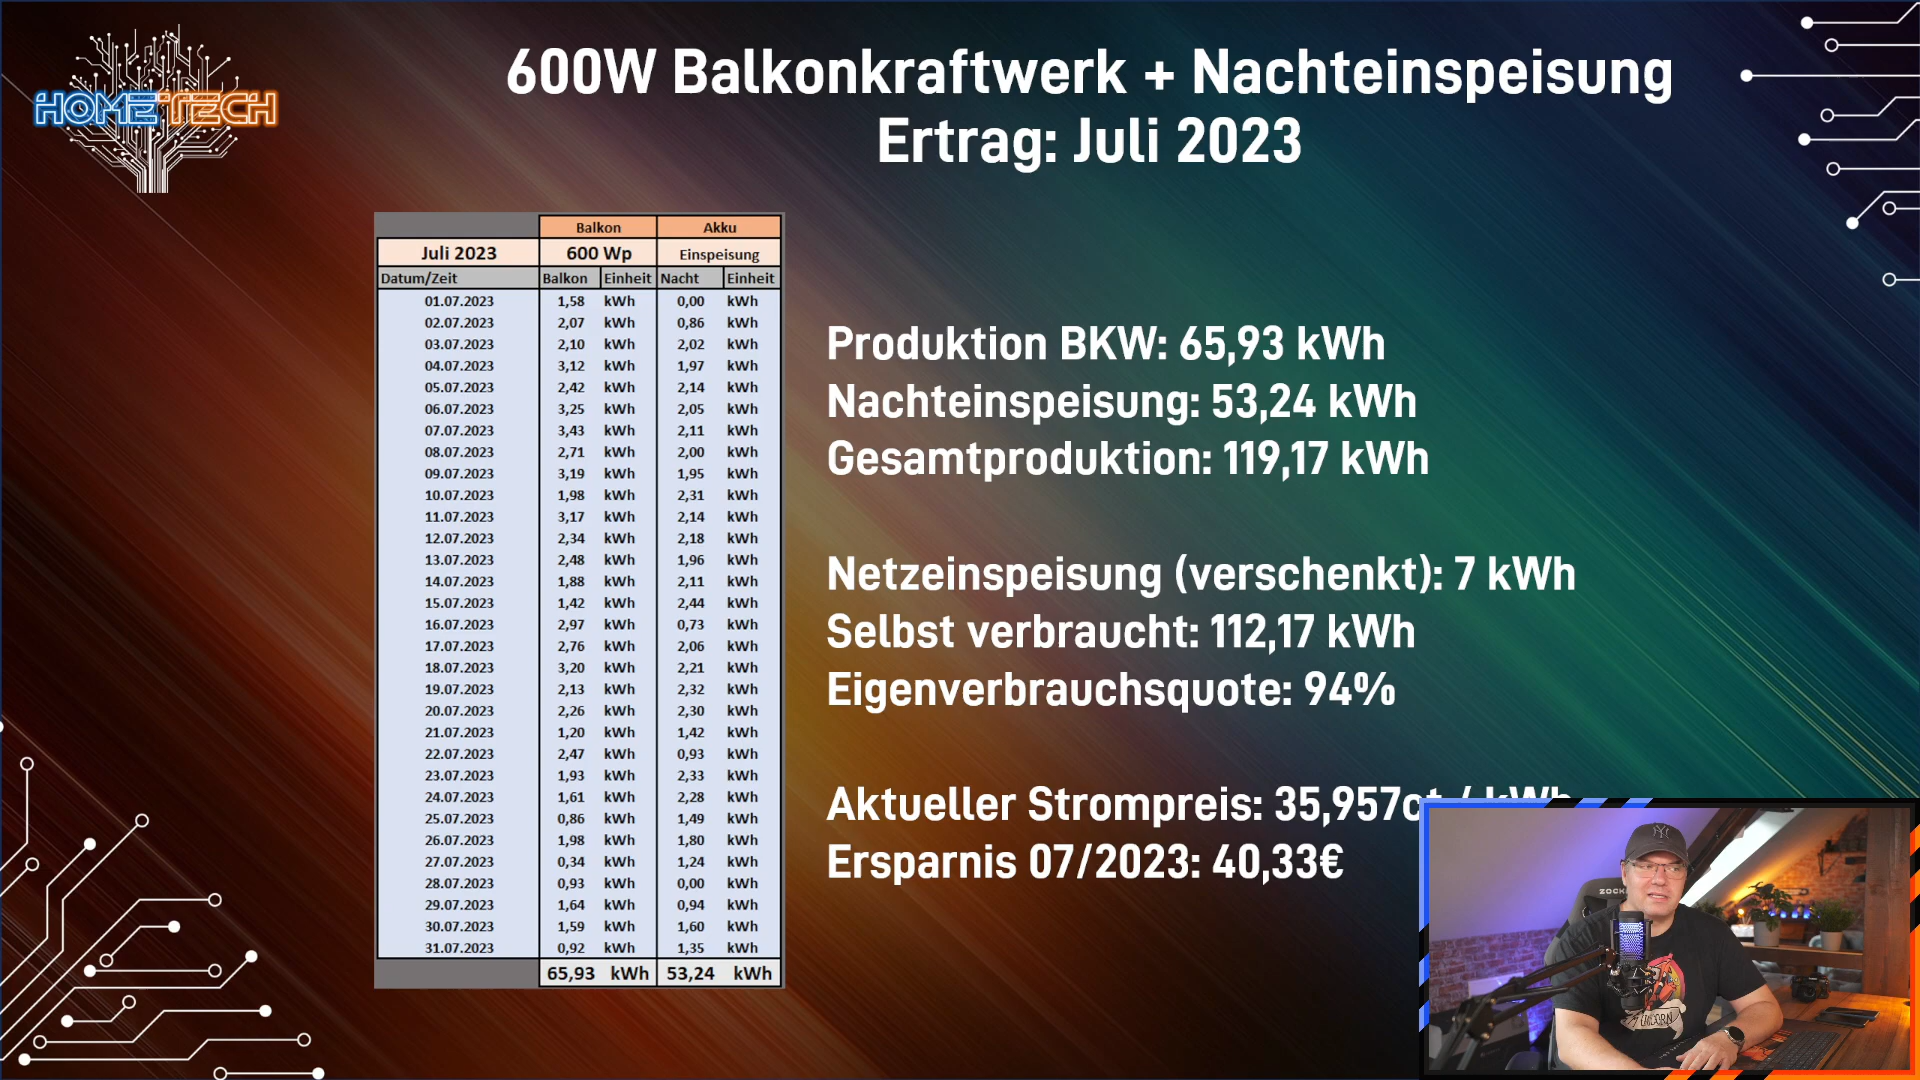 HOMETECH
600W Balkonkraftwerk + Nachteinspeisung
Ertrag: Juli 2023
Balkon Akku
Juli 2023 600 Wp Einspeisung
Datum/Zeit Balkon Einheit Nacht Einheit
01.07.2023 1,58 kWh 0,00 kWh
02.07.2023 2,07 kWh 0,86 kWh
03.07.2023 2,10 kWh 2,02 kWh
04.07.2023 3,12 kWh 1,97 kWh
05.07.2023 2,42 kWh 2,14 kWh
06.07.2023 3,25 kWh 2,05 kWh
07.07.2023 3,43 kWh 2,11 kWh
08.07.2023 2,71 kWh 2,00 kWh
09.07.2023 3,19 kWh 1,95 kWh
10.07.2023 1,98 kWh 2,31 kWh
11.07.2023 3,17 kWh 2,14 kWh
12.07.2023 2,34 kWh 2,18 kWh
13.07.2023 2,48 kWh 1,96 kWh
14.07.2023 1,88 kWh 2,11 kWh
15.07.2023 1,42 kWh 2,44 kWh
16.07.2023 2,97 kWh 0,73 kWh
17.07.2023 2,76 kWh 2,06 kWh
18.07.2023 3,20 kWh 2,21 kWh
19.07.2023 2,13 kWh 2,32 kWh
20.07.2023 2,26 kWh 2,30 kWh
21.07.2023 1,20 kWh 1,42 kWh
22.07.2023 2,47 kWh 0,93 kWh
23.07.2023 1,93 kWh 2,33 kWh
24.07.2023 1,61 kWh 2,28 kWh
25.07.2023 0,86 kWh 1,49 kWh
26.07.2023 1,98 kWh 1,80 kWh
27.07.2023 0,34 kWh 1,24 kWh
28.07.2023 0,93 kWh 0,00 kWh
29.07.2023 1,64 kWh 0,94 kWh
30.07.2023 1,59 kWh 1,60 kWh
31.07.2023 0,92 kWh 1,35 kWh
65,93 kWh 53,24 kWh
Produktion BKW: 65,93 kWh
Nachteinspeisung: 53,24 kWh
Gesamtproduktion: 119,17 kWh
Netzeinspeisung (verschenkt): 7 kWh
Selbst verbraucht: 112,17 kWh
Eigenverbrauchsquote: 94%
Aktueller Strompreis: 35,957ct / kWh
Ersparnis 07/2023: 40,33€